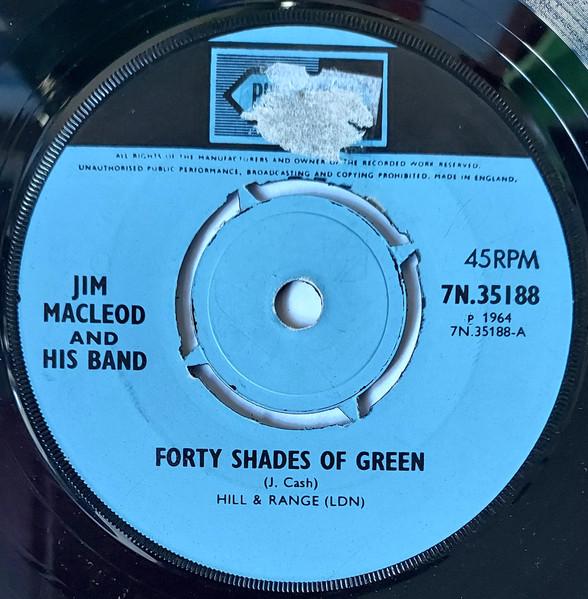 ALL RIGHTS OF THE MANUFACTURERS AND OWNER OF THE RECORDED WORK RESERVED.
UNAUTHORISED PUBLIC PERFORMANCE, BROADCASTING AND COPYING PROHIBITED. MADE IN ENGLAND.
45RPM
7N.35188
P 1964
7N.35188-A
JIM
MACLEOD
AND
HIS BAND
FORTY SHADES OF GREEN
(J. Cash)
HILL & RANGE (LDN)